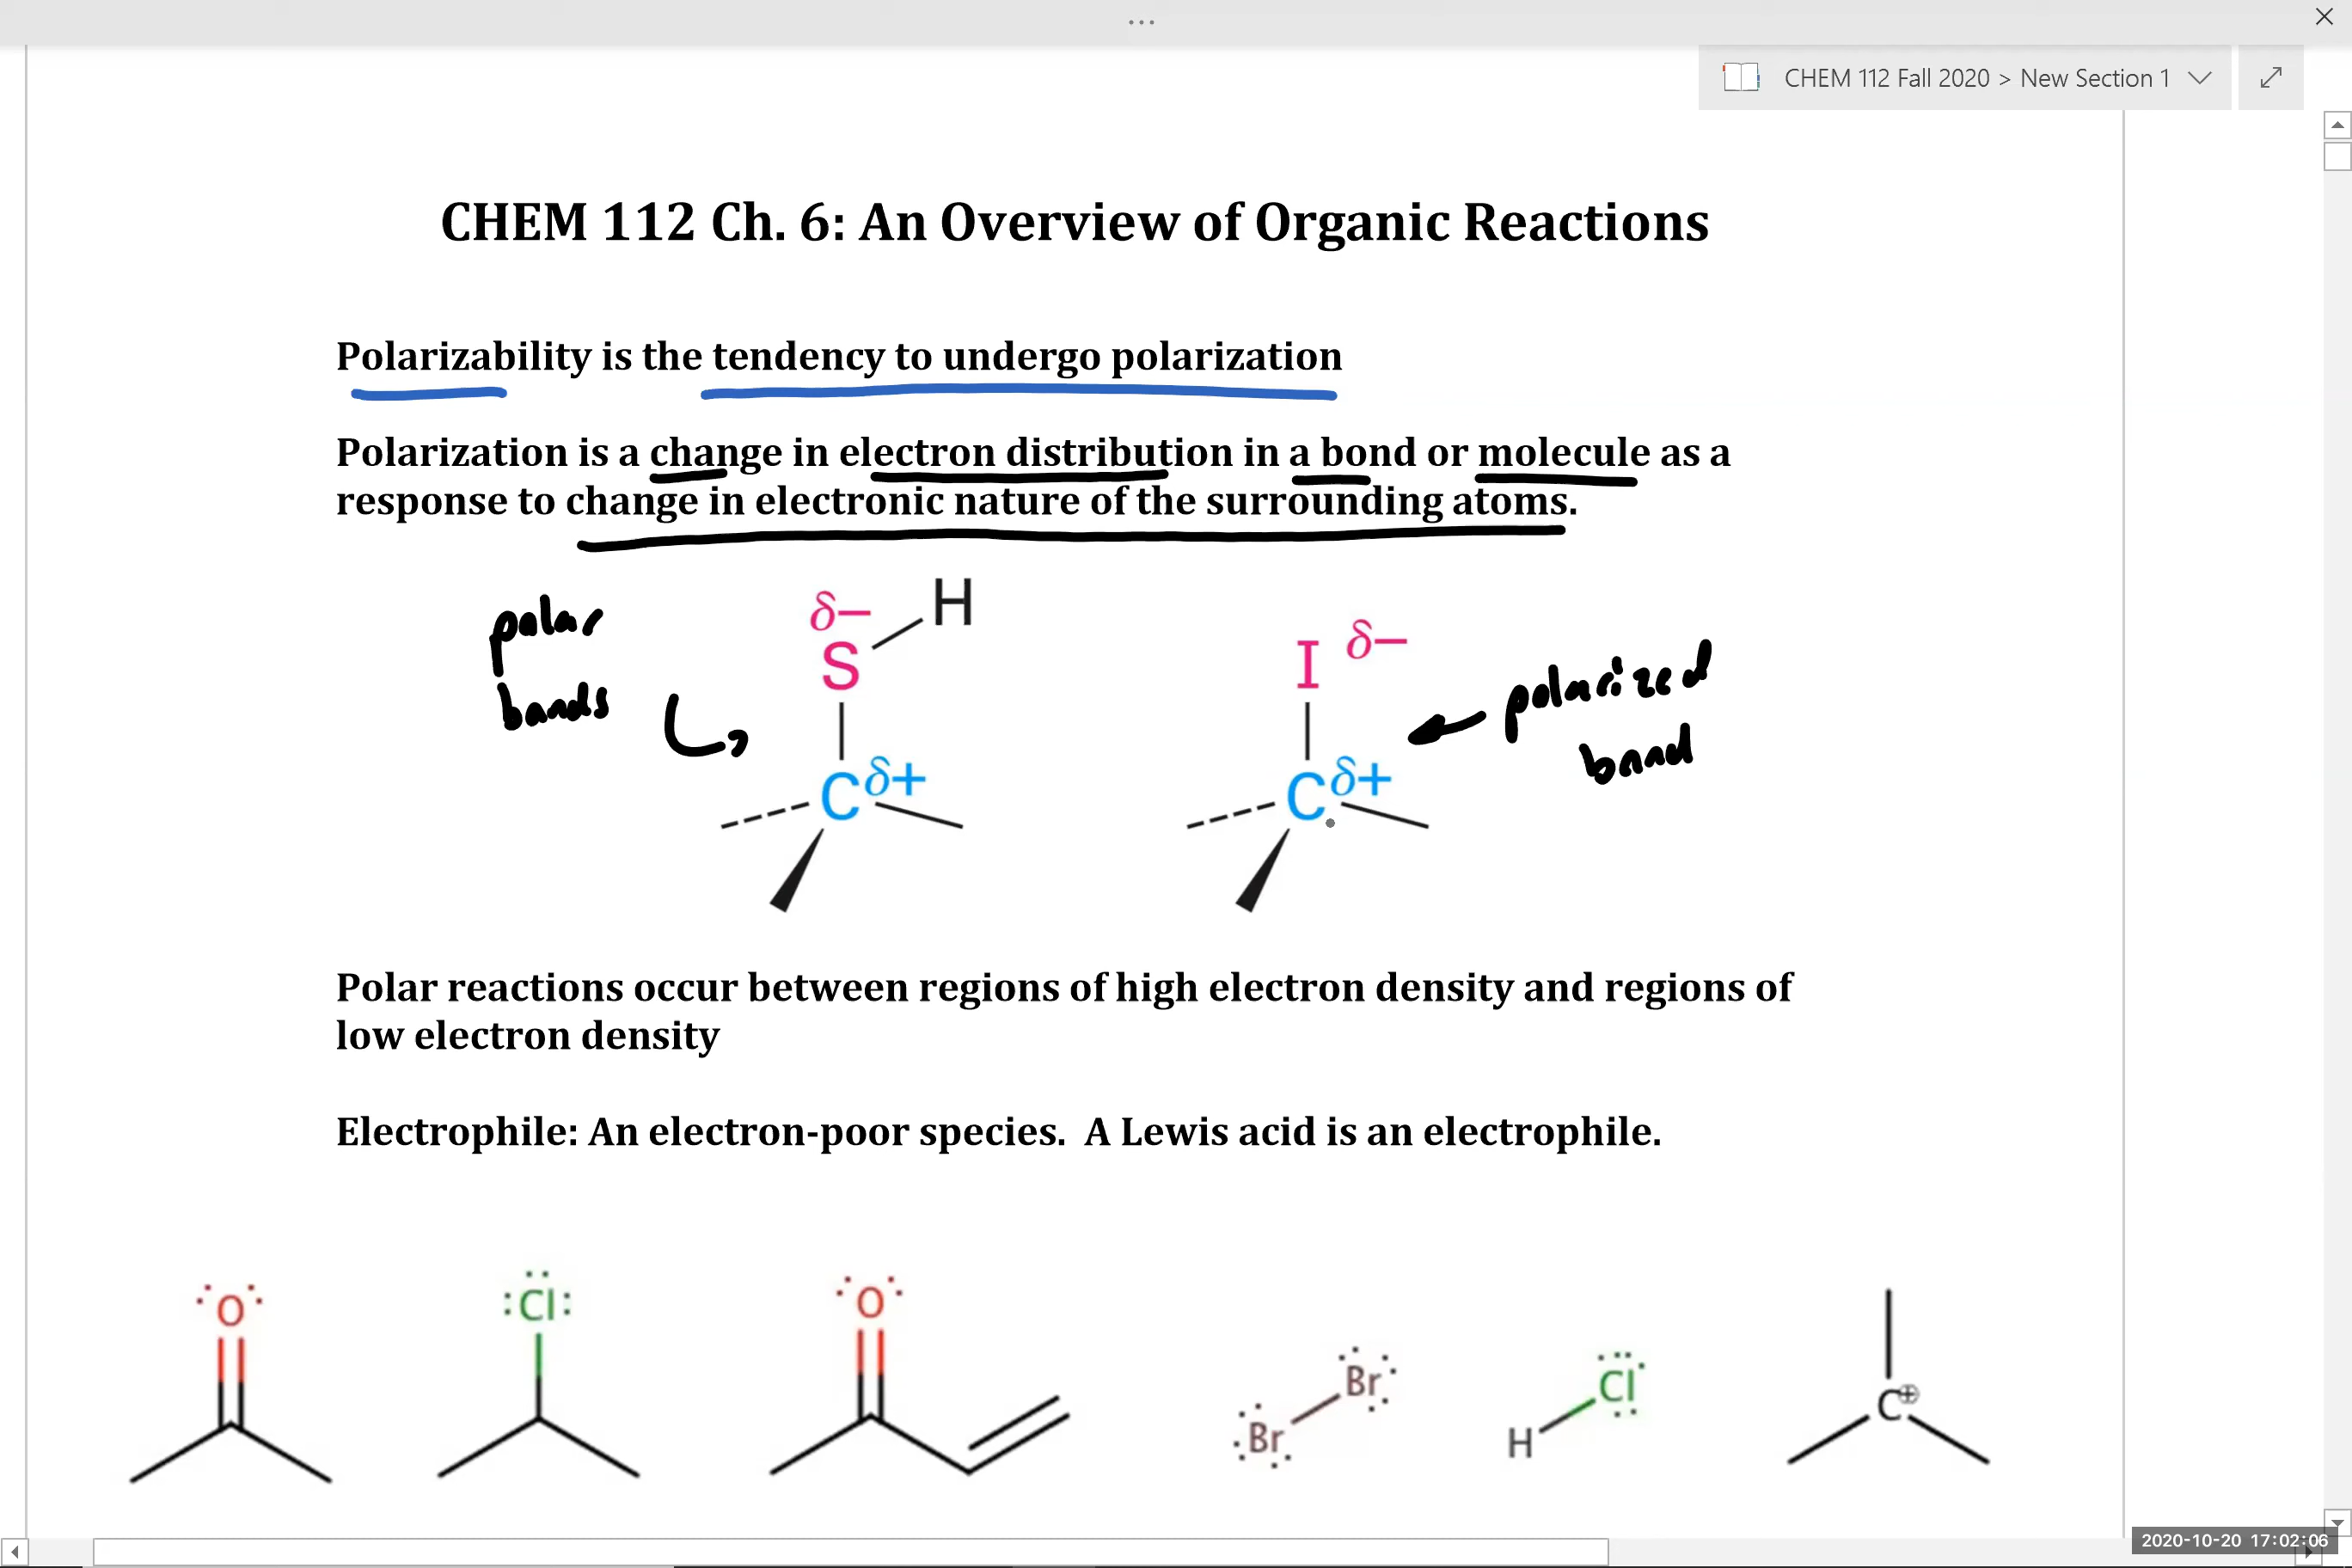 ...
CHEM 112 Fall 2020 > New Section 1
CHEM 112 Ch. 6: An Overview of Organic Reactions
Polarizability is the tendency to undergo polarization
Polarization is a change in electron distribution in a bond or molecule as a
response to change in electronic nature of the surrounding atoms.
polar
bonds
δ−
H
S
C δ+
I δ−
C δ+
polarized
bond
Polar reactions occur between regions of high electron density and regions of
low electron density
Electrophile: An electron-poor species.  A Lewis acid is an electrophile.
O
Cl
O
Br
Br
H
Cl
C⊕
2020-10-20 17:02:06